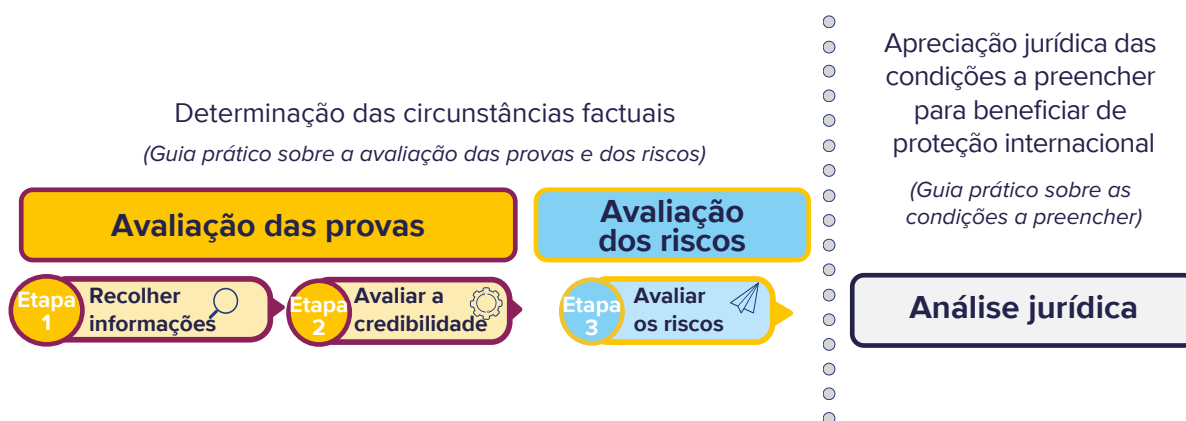 Determinação das circunstâncias factuais
(Guia prático sobre a avaliação das provas e dos riscos)
Avaliação das provas
Avaliação
dos riscos
Etapa
1
Recolher
informações
Etapa
2
Avaliar a
credibilidade
Etapa
3
Avaliar
os riscos
Apreciação jurídica das
condições a preencher
para beneficiar de
proteção internacional
(Guia prático sobre as
condições a preencher)
Análise jurídica